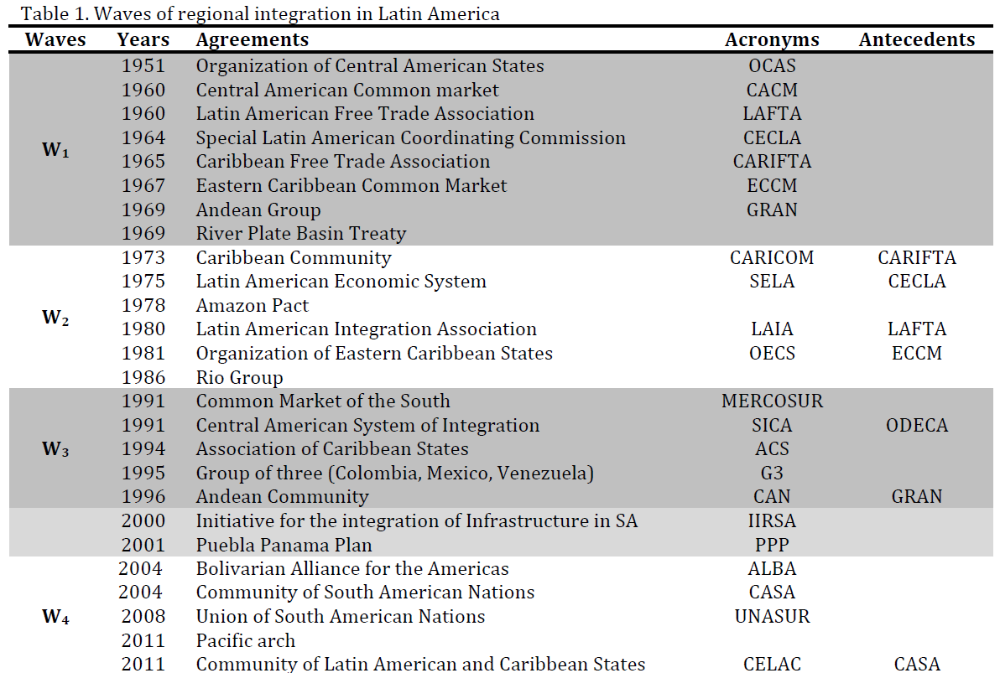 Table 1. Waves of regional integration in Latin America
Waves Years Agreements Acronyms Antecedents
1951 Organization of Central American States OCAS
1960 Central American Common market CACM
1960 Latin American Free Trade Association LAFTA
1964 Special Latin American Coordinating Commission CECLA
W₁
1965 Caribbean Free Trade Association CARIFTA
1967 Eastern Caribbean Common Market ECCM
1969 Andean Group GRAN
1969 River Plate Basin Treaty
1973 Caribbean Community CARICOM CARIFTA
1975 Latin American Economic System SELA CECLA
1978 Amazon Pact
W₂
1980 Latin American Integration Association LAIA LAFTA
1981 Organization of Eastern Caribbean States OECS ECCM
1986 Rio Group
1991 Common Market of the South MERCOSUR
1991 Central American System of Integration SICA ODECA
W₃ 1994 Association of Caribbean States ACS
1995 Group of three (Colombia, Mexico, Venezuela) G3
1996 Andean Community CAN GRAN
2000 Initiative for the integration of Infrastructure in SA IIRSA
2001 Puebla Panama Plan PPP
2004 Bolivarian Alliance for the Americas ALBA
2004 Community of South American Nations CASA
W₄ 2008 Union of South American Nations UNASUR
2011 Pacific arch
2011 Community of Latin American and Caribbean States CELAC CASA